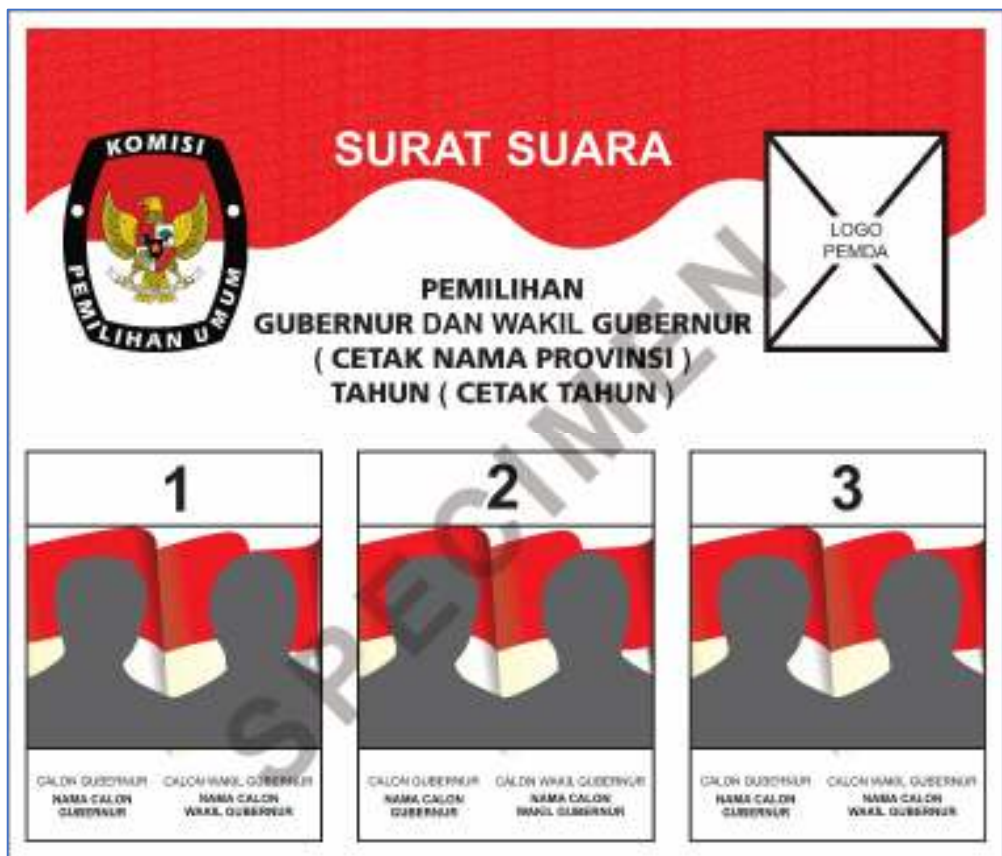 SURAT SUARA
KOMISI
PEMILIHAN UMUM
LOGO
PEMDA
PEMILIHAN
GUBERNUR DAN WAKIL GUBERNUR
( CETAK NAMA PROVINSI )
TAHUN ( CETAK TAHUN )
SPECIMEN
1
2
3
CALON GUBERNUR CALON WAKIL GUBERNUR
NAMA CALON NAMA CALON
GUBERNUR WAKIL GUBERNUR
CALON GUBERNUR CALON WAKIL GUBERNUR
NAMA CALON NAMA CALON
GUBERNUR WAKIL GUBERNUR
CALON GUBERNUR CALON WAKIL GUBERNUR
NAMA CALON NAMA CALON
GUBERNUR WAKIL GUBERNUR